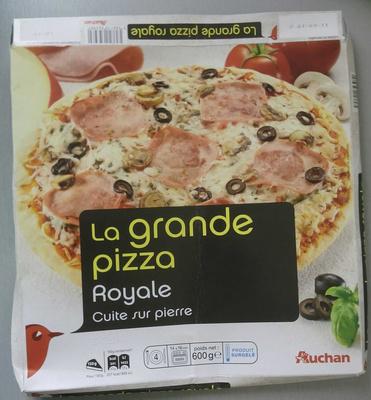 La grande pizza royale
La grande
pizza
Royale
Cuite sur pierre
4
poids net :
600g e
PRODUIT
SURGELÉ
Auchan